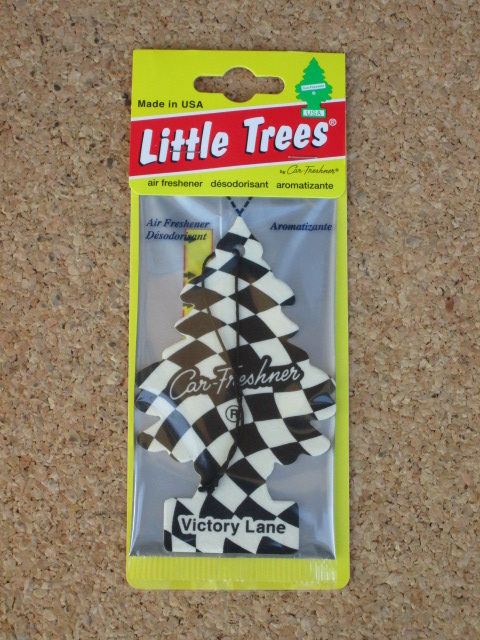 Made in USA
USA
Little Trees®
by Car-Freshner®
air freshener désodorisant aromatizante
Air Freshener Aromatizante
Désodorisant
Car-Freshner
®
Victory Lane